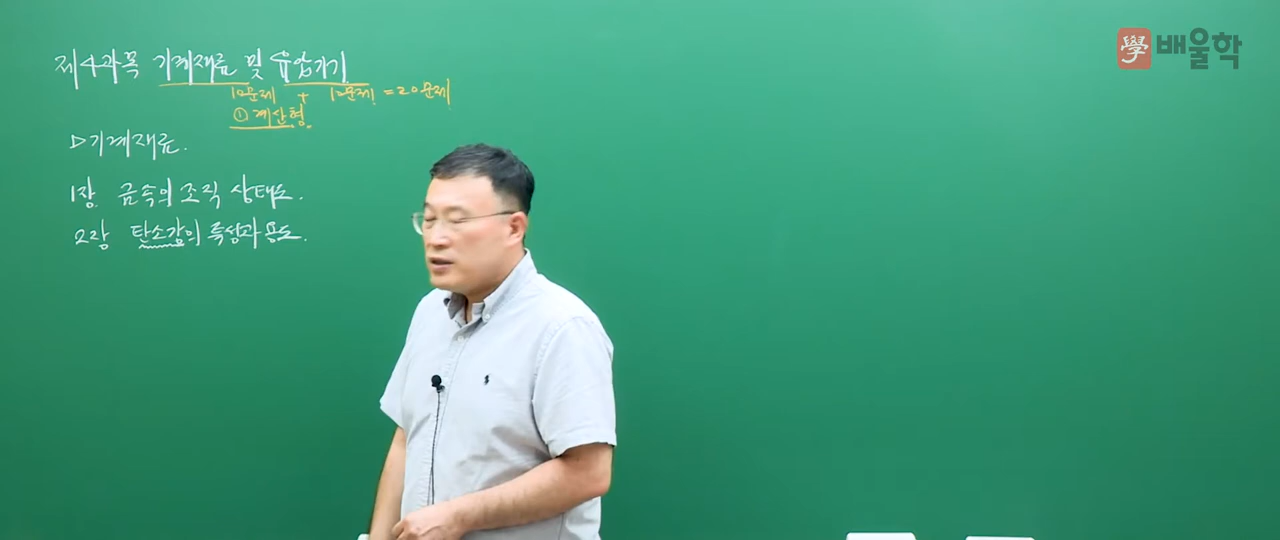 제4과목 기계재료 및 유압기기
10문제 + 10문제 = 20문제
① 계산형
▷기계재료.
1장 금속의 조직 상태도.
2장 탄소강의 특성과 용도.
學 배울학